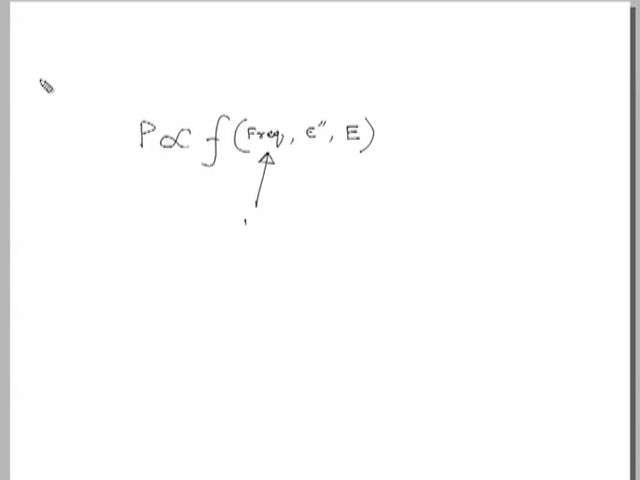 P ∝ f(Freq, ε″, E)